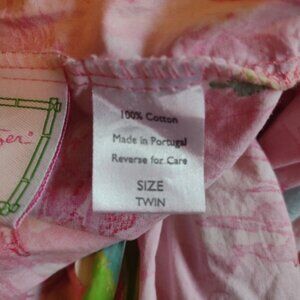 100% Cotton
Made in Portugal
Reverse for Care
SIZE
TWIN